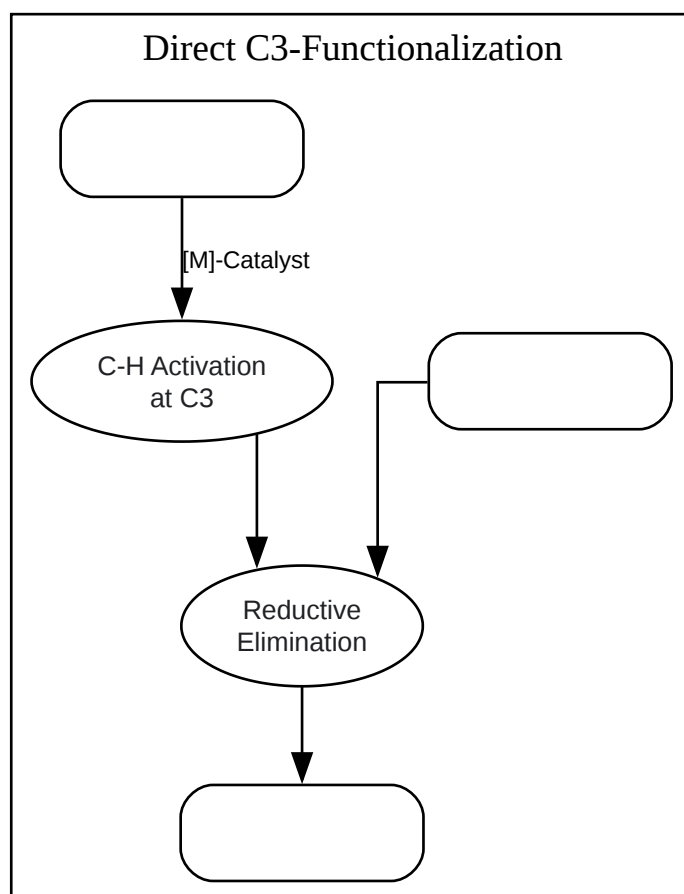 Direct C3-Functionalization
[M]-Catalyst
C-H Activation
at C3
Reductive
Elimination